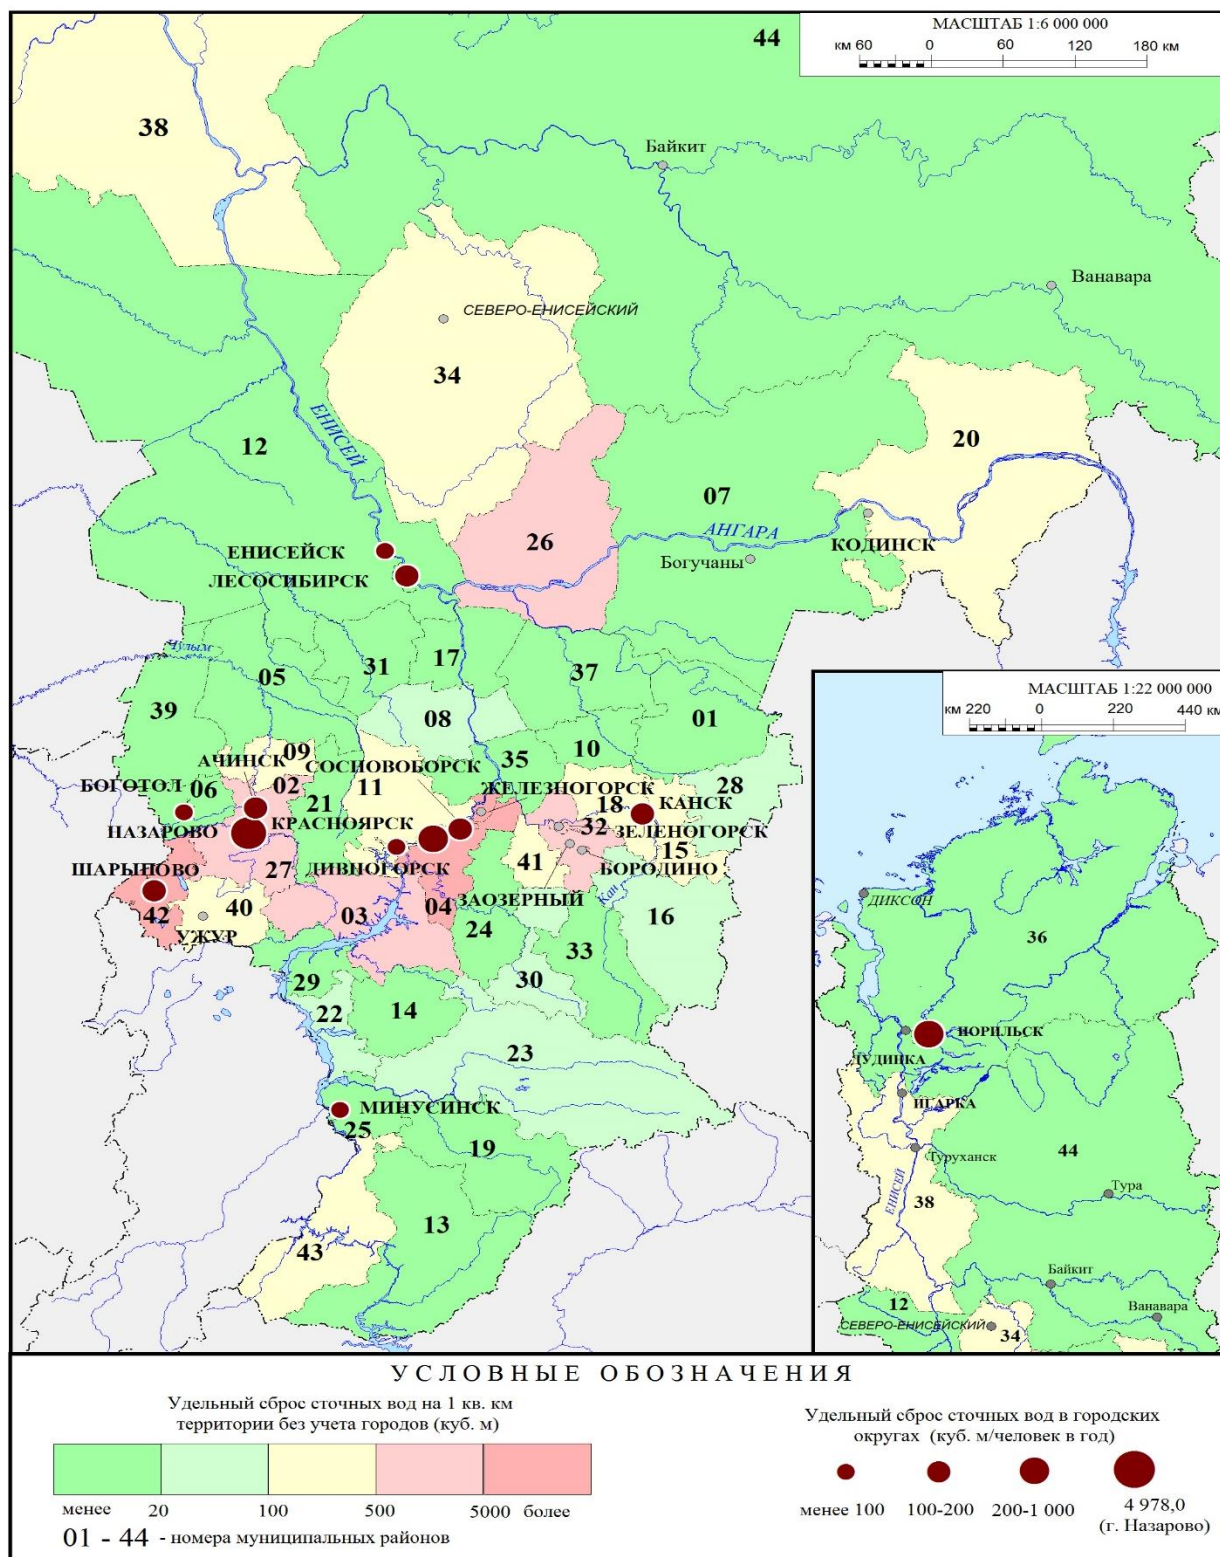 МАСШТАБ 1:6 000 000
км 60 0 60 120 180 км
44
38
Байкит
Ванавара
СЕВЕРО-ЕНИСЕЙСКИЙ
34
ЕНИСЕЙ
12
20
07
АНГАРА
26
КОДИНСК
ЕНИСЕЙСК
Богучаны
ЛЕСОСИБИРСК
Чулым
31
17
05
37
39
08
01
09
10
АЧИНСК
35
СОСНОВОБОРСК
ЖЕЛЕЗНОГОРСК
28
БОГОТОЛ
06
02
11
18
КАНСК
21
НАЗАРОВО
КРАСНОЯРСК
32
ЗЕЛЕНОГОРСК
15
ШАРЫПОВО
27
ДИВНОГОРСК
41
БОРОДИНО
ЗАОЗЕРНЫЙ
Кан
42
40
УЖУР
03
04
16
24
33
29
30
22
14
23
МИНУСИНСК
25
19
13
43
МАСШТАБ 1:22 000 000
км 220 0 220 440 км
ДИКСОН
36
НОРИЛЬСК
ДУДИНКА
ИГАРКА
Туруханск
44
ЕНИСЕЙ
38
Тура
Байкит
12
Ванавара
СЕВЕРО-ЕНИСЕЙСКИЙ
34
УСЛОВНЫЕ ОБОЗНАЧЕНИЯ
Удельный сброс сточных вод на 1 кв. км
территории без учета городов (куб. м)
менее 20 100 500 5000 более
01 - 44 - номера муниципальных районов
Удельный сброс сточных вод в городских
округах (куб. м/человек в год)
менее 100 100-200 200-1 000 4 978,0
(г. Назарово)